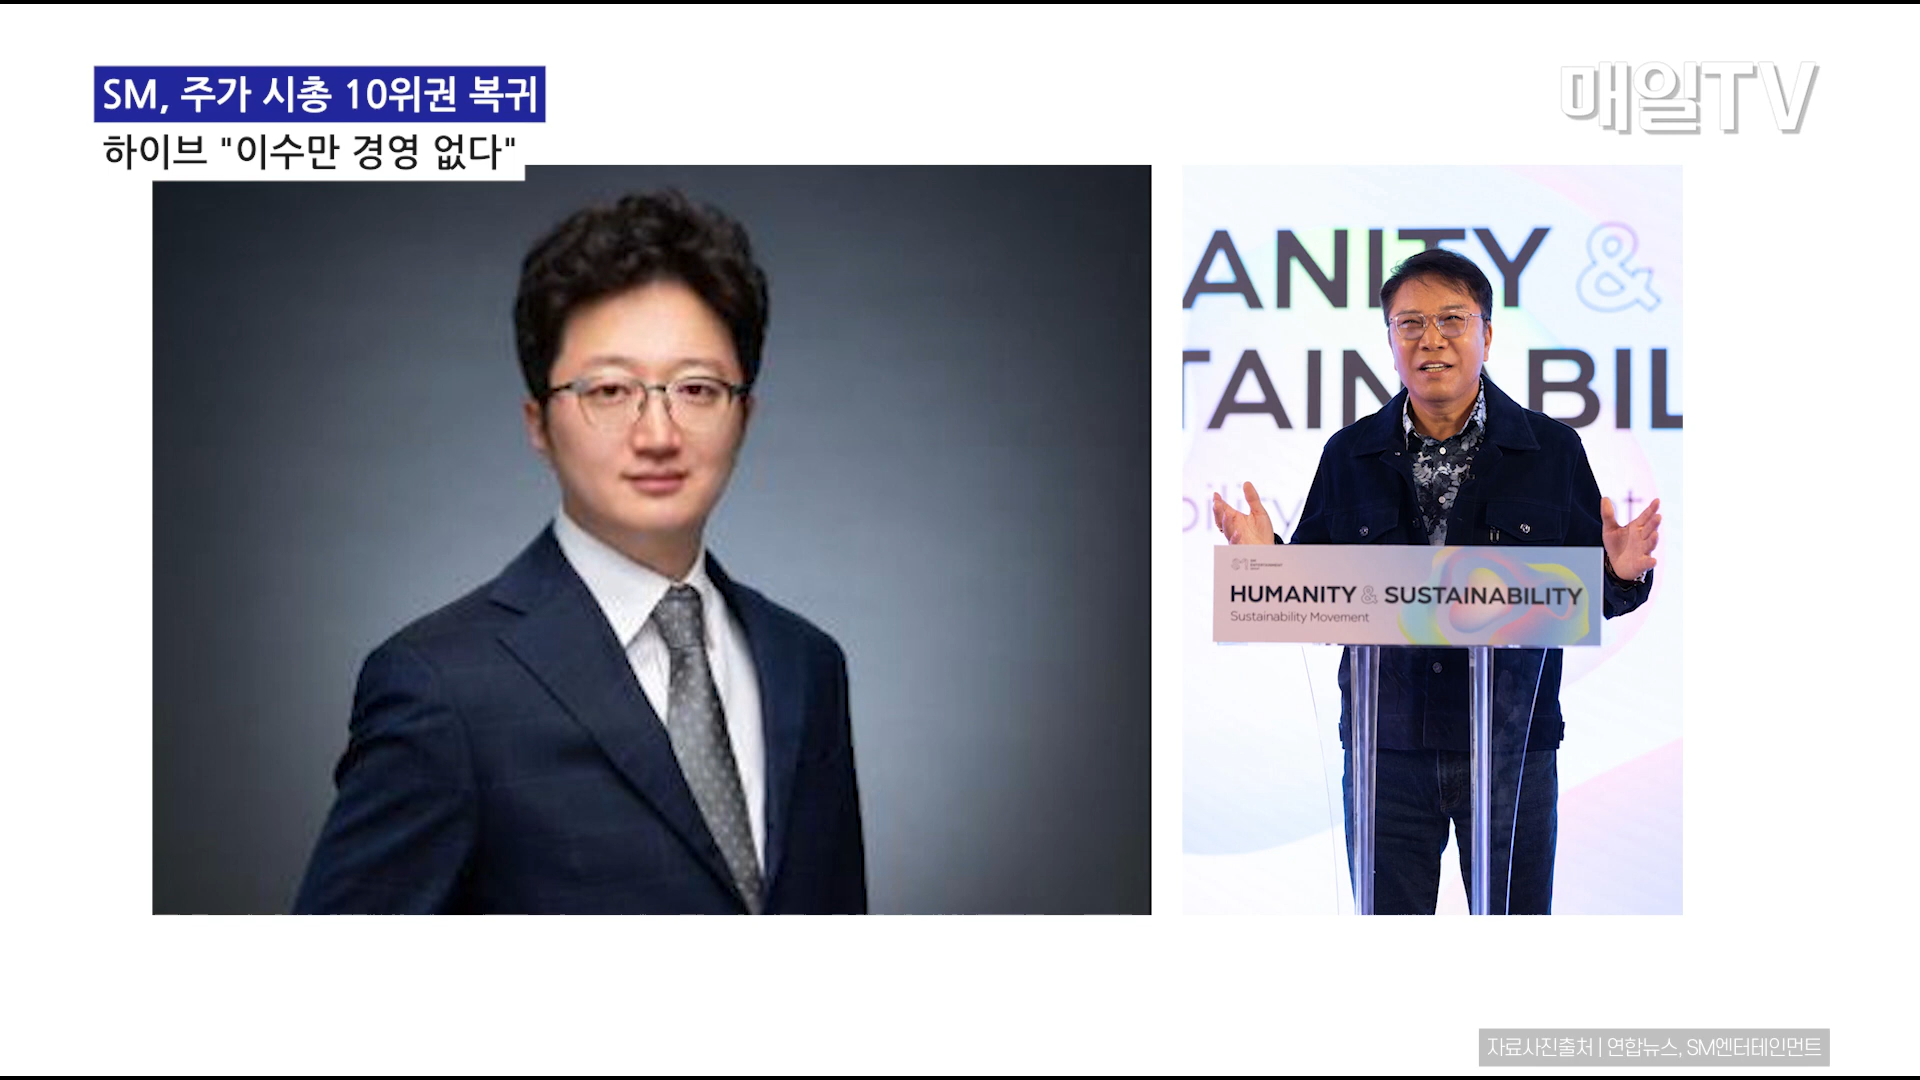 SM, 주가 시총 10위권 복귀
하이브 "이수만 경영 없다"
매일TV
ANITY &
TAINABIL
HUMANITY & SUSTAINABILITY
Sustainability Movement
자료사진출처 | 연합뉴스, SM엔터테인먼트